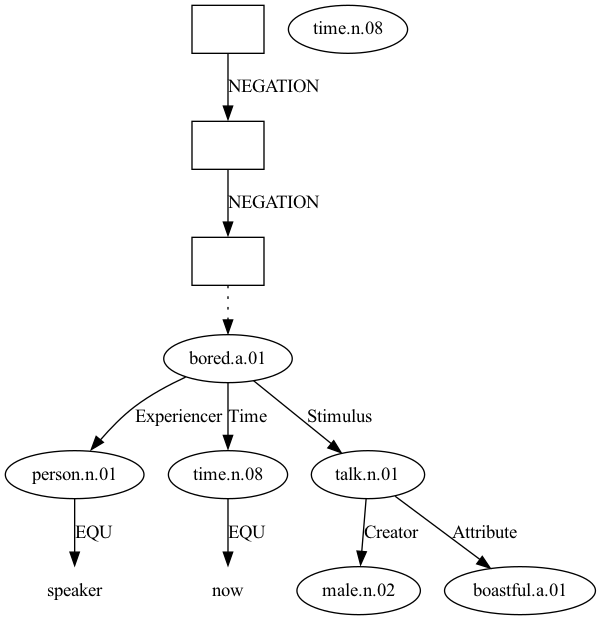 time.n.08
NEGATION
NEGATION
bored.a.01
Experiencer Time Stimulus
person.n.01 time.n.08 talk.n.01
EQU EQU Creator Attribute
speaker now male.n.02 boastful.a.01